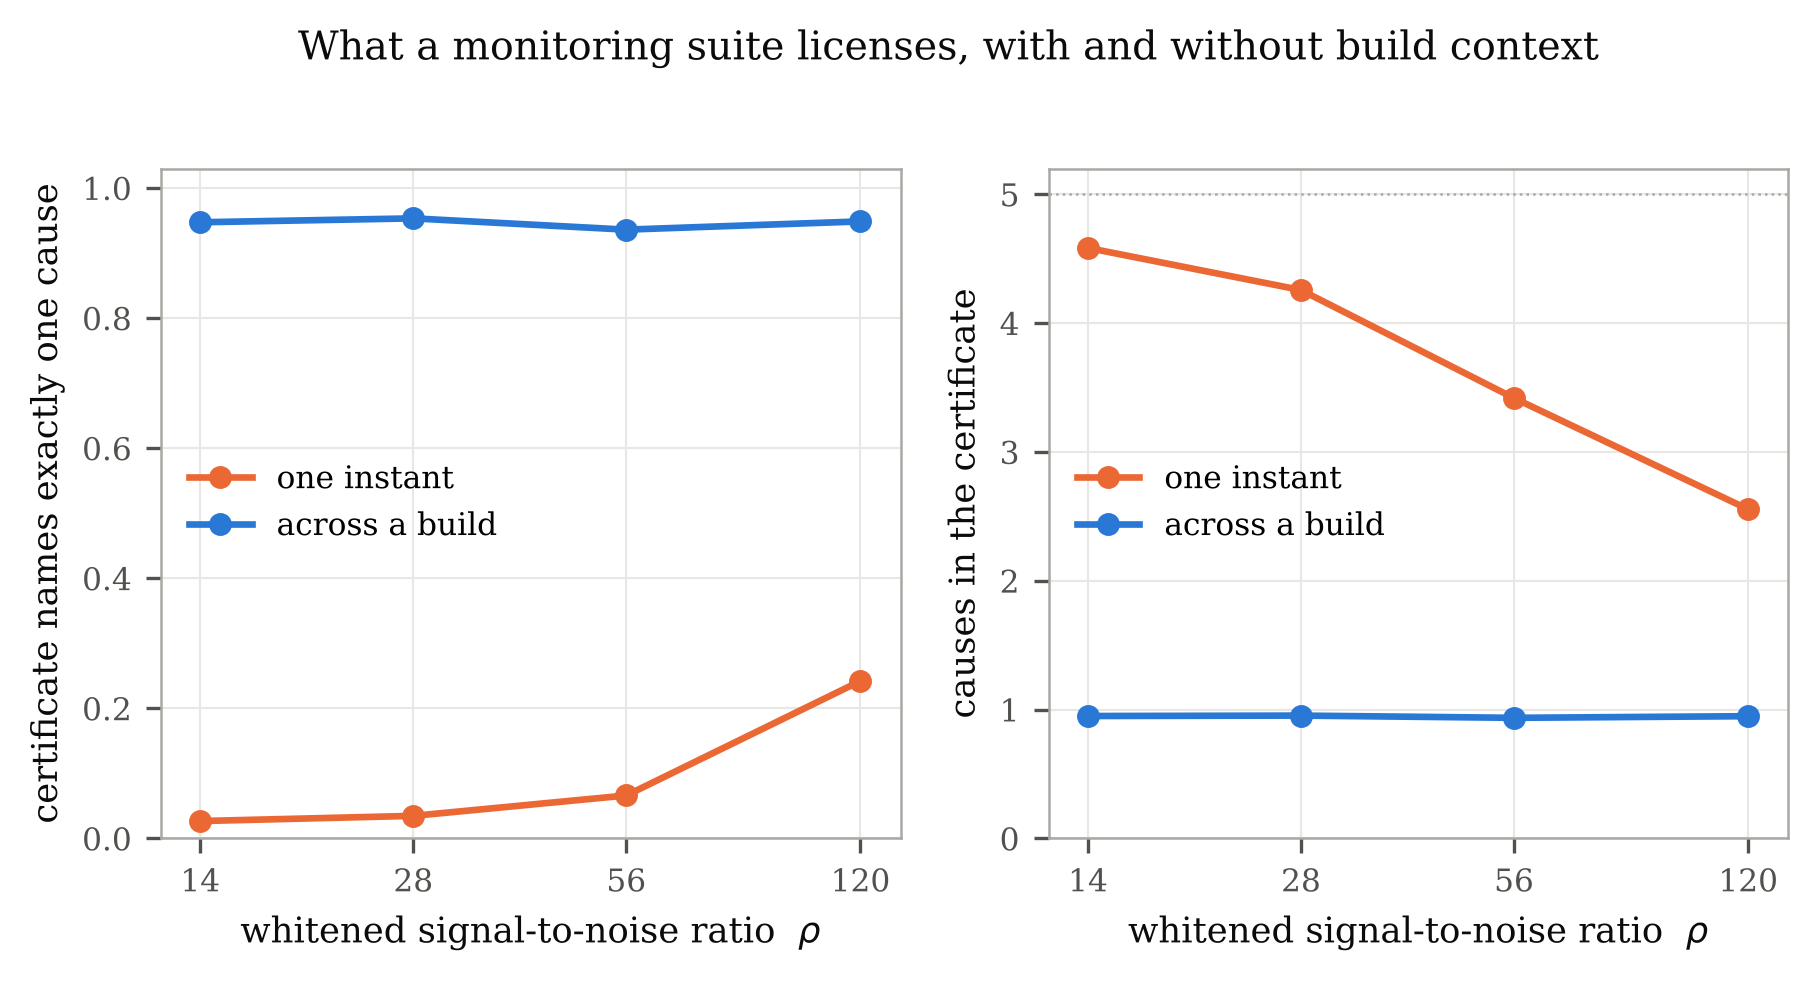 What a monitoring suite licenses, with and without build context
certificate names exactly one cause
1.0
0.8
0.6
0.4
0.2
0.0
one instant
across a build
14 28 56 120
whitened signal-to-noise ratio ρ
causes in the certificate
5
4
3
2
1
0
one instant
across a build
14 28 56 120
whitened signal-to-noise ratio ρ